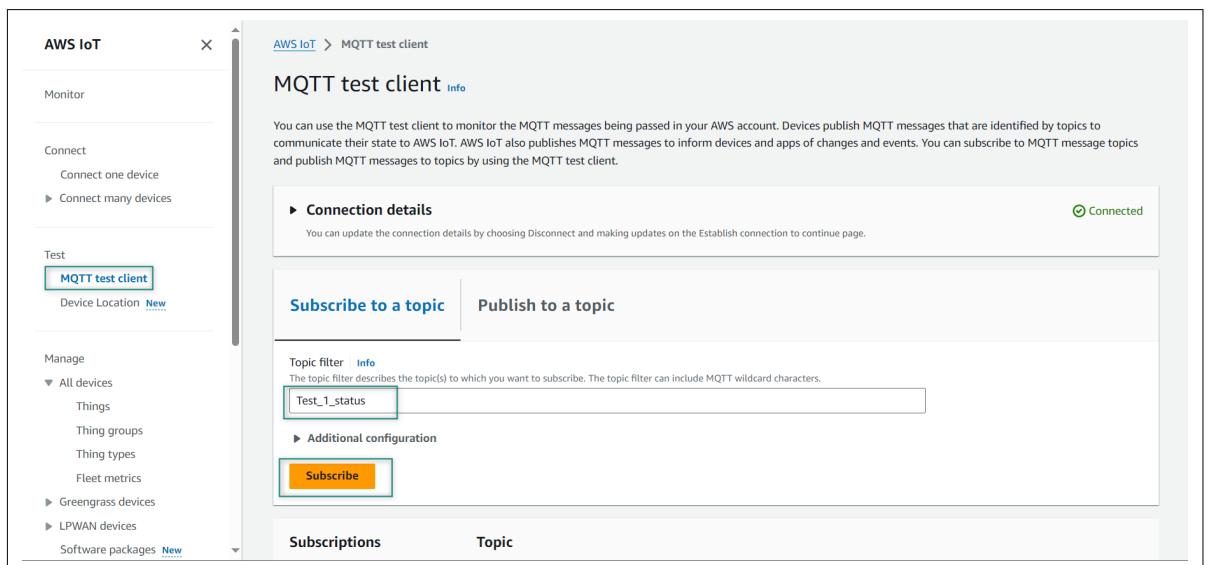 AWS IoT
Monitor
Connect
Connect one device
Connect many devices
Test
MQTT test client
Device Location New
Manage
All devices
Things
Thing groups
Thing types
Fleet metrics
Greengrass devices
LPWAN devices
Software packages New
AWS IoT > MQTT test client
MQTT test client Info
You can use the MQTT test client to monitor the MQTT messages being passed in your AWS account. Devices publish MQTT messages that are identified by topics to
communicate their state to AWS IoT. AWS IoT also publishes MQTT messages to inform devices and apps of changes and events. You can subscribe to MQTT message topics
and publish MQTT messages to topics by using the MQTT test client.
Connection details
Connected
You can update the connection details by choosing Disconnect and making updates on the Establish connection to continue page.
Subscribe to a topic
Publish to a topic
Topic filter Info
The topic filter describes the topic(s) to which you want to subscribe. The topic filter can include MQTT wildcard characters.
Test_1_status
Additional configuration
Subscribe
Subscriptions
Topic